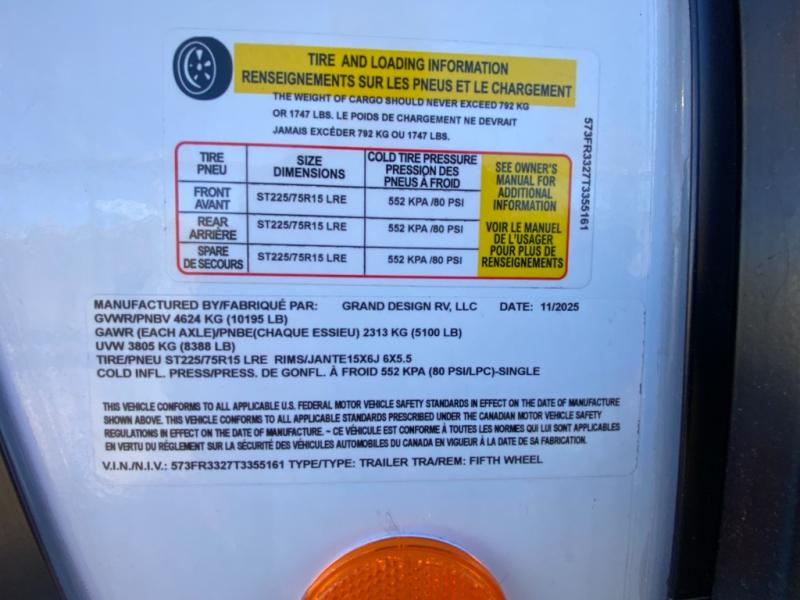 TIRE AND LOADING INFORMATION
RENSEIGNEMENTS SUR LES PNEUS ET LE CHARGEMENT
THE WEIGHT OF CARGO SHOULD NEVER EXCEED 792 KG
OR 1747 LBS. LE POIDS DE CHARGEMENT NE DEVRAIT
JAMAIS EXCÉDER 792 KG OU 1747 LBS.
TIRE
PNEU
SIZE
DIMENSIONS
COLD TIRE PRESSURE
PRESSION DES
PNEUS À FROID
FRONT
AVANT
ST225/75R15 LRE
552 KPA /80 PSI
REAR
ARRIÈRE
ST225/75R15 LRE
552 KPA /80 PSI
SPARE
DE SECOURS
ST225/75R15 LRE
552 KPA /80 PSI
SEE OWNER'S
MANUAL FOR
ADDITIONAL
INFORMATION
VOIR LE MANUEL
DE L'USAGER
POUR PLUS DE
RENSEIGNEMENTS
573FR3327T3355161
MANUFACTURED BY/FABRIQUÉ PAR: GRAND DESIGN RV, LLC DATE: 11/2025
GVWR/PNBV 4624 KG (10195 LB)
GAWR (EACH AXLE)/PNBE(CHAQUE ESSIEU) 2313 KG (5100 LB)
UVW 3805 KG (8388 LB)
TIRE/PNEU ST225/75R15 LRE RIMS/JANTE15X6J 6X5.5
COLD INFL. PRESS/PRESS. DE GONFL. À FROID 552 KPA (80 PSI/LPC)-SINGLE
THIS VEHICLE CONFORMS TO ALL APPLICABLE U.S. FEDERAL MOTOR VEHICLE SAFETY STANDARDS IN EFFECT ON THE DATE OF MANUFACTURE
SHOWN ABOVE. THIS VEHICLE CONFORMS TO ALL APPLICABLE STANDARDS PRESCRIBED UNDER THE CANADIAN MOTOR VEHICLE SAFETY
REGULATIONS IN EFFECT ON THE DATE OF MANUFACTURE. - CE VÉHICULE EST CONFORME À TOUTES LES NORMES QUI LUI SONT APPLICABLES
EN VERTU DU RÈGLEMENT SUR LA SÉCURITÉ DES VÉHICULES AUTOMOBILES DU CANADA EN VIGUEUR À LA DATE DE SA FABRICATION.
V.I.N./N.I.V.: 573FR3327T3355161 TYPE/TYPE: TRAILER TRA/REM: FIFTH WHEEL